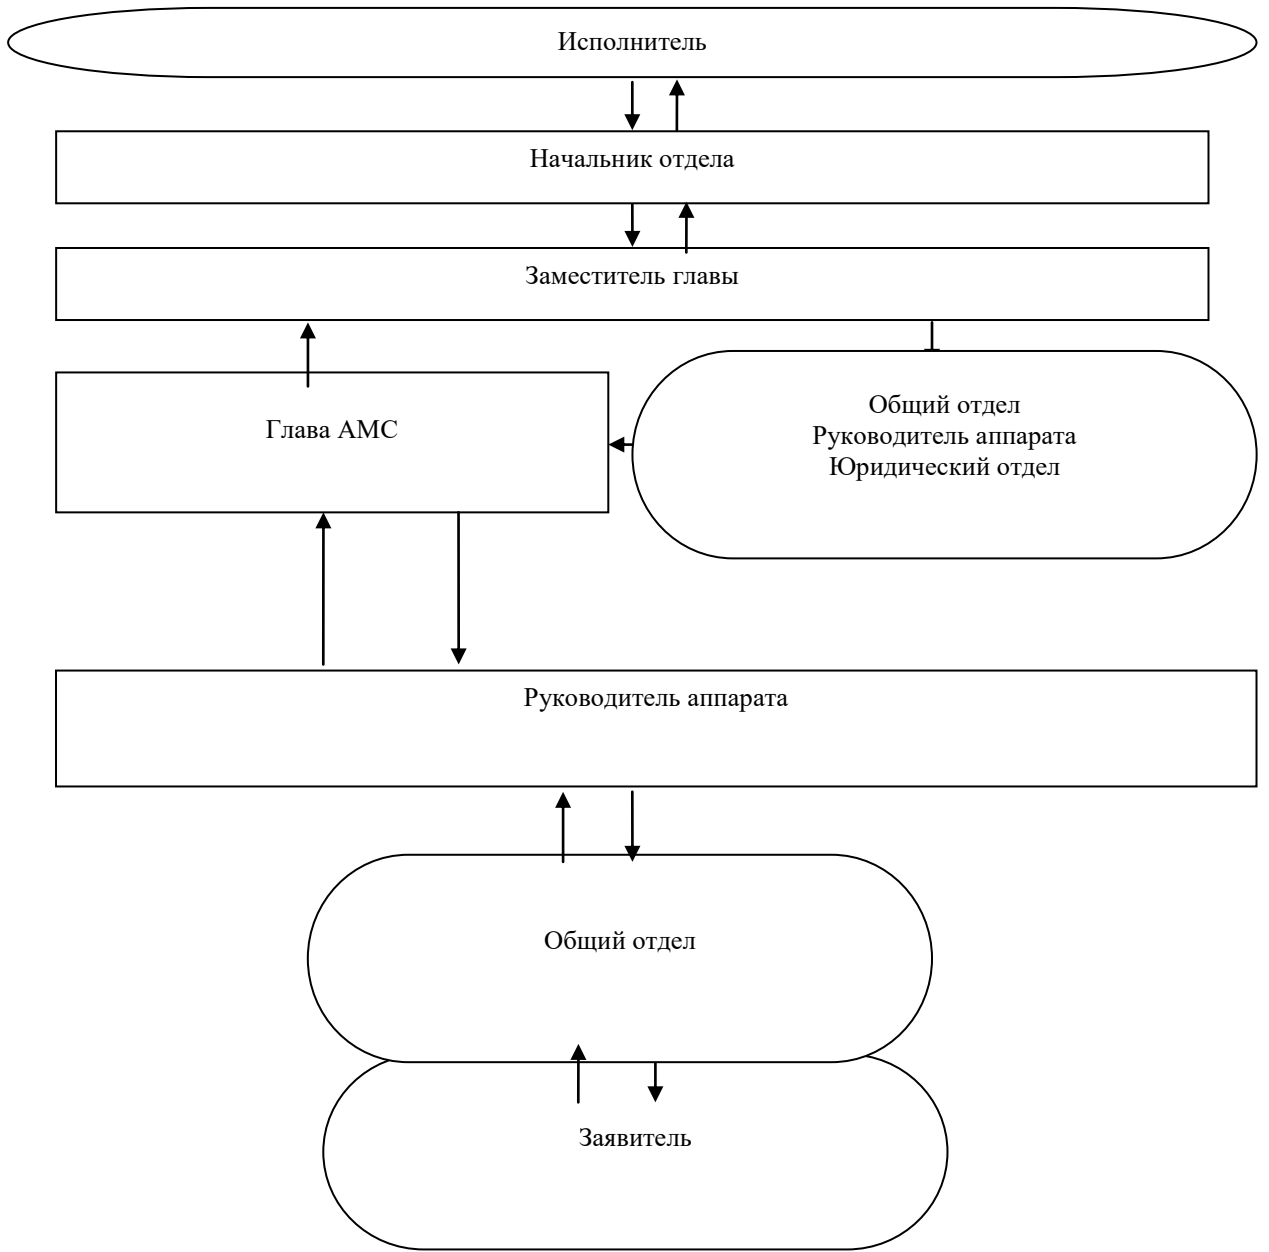 Исполнитель
Начальник отдела
Заместитель главы
Глава АМС
Общий отдел
Руководитель аппарата
Юридический отдел
Руководитель аппарата
Общий отдел
Заявитель